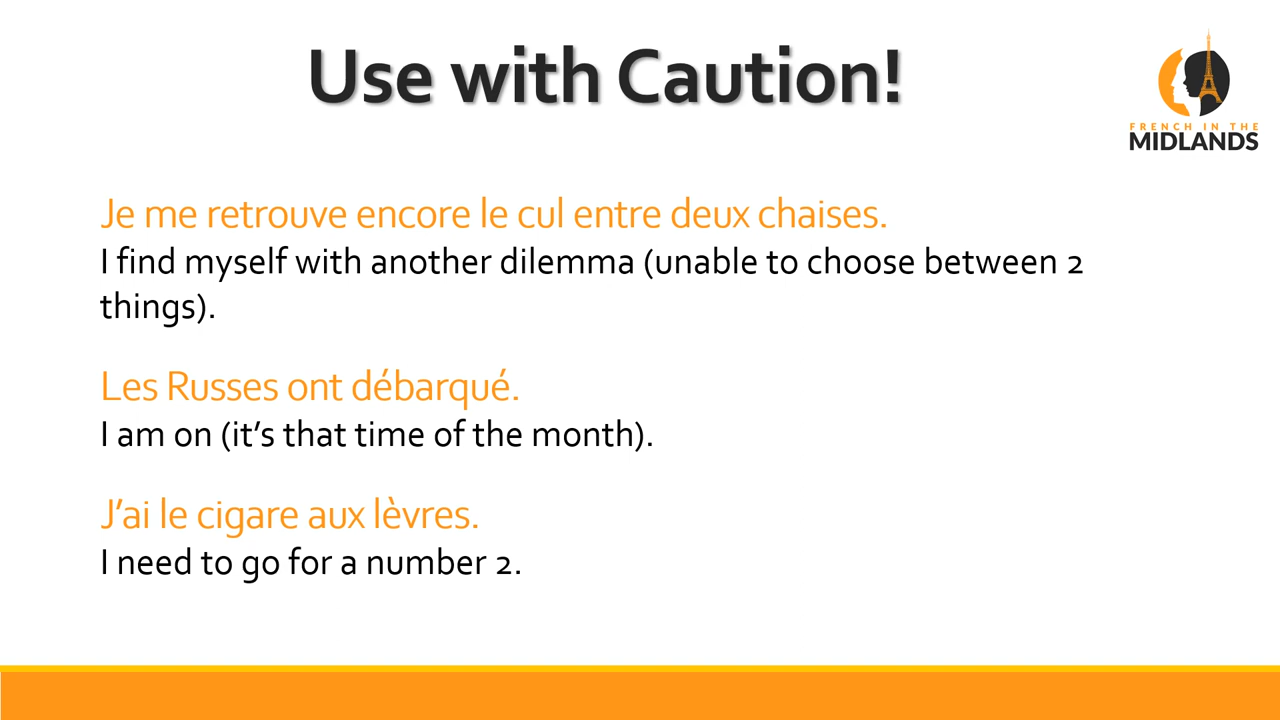 Use with Caution!
FRENCH IN THE
MIDLANDS
Je me retrouve encore le cul entre deux chaises.
I find myself with another dilemma (unable to choose between 2
things).
Les Russes ont débarqué.
I am on (it’s that time of the month).
J’ai le cigare aux lèvres.
I need to go for a number 2.